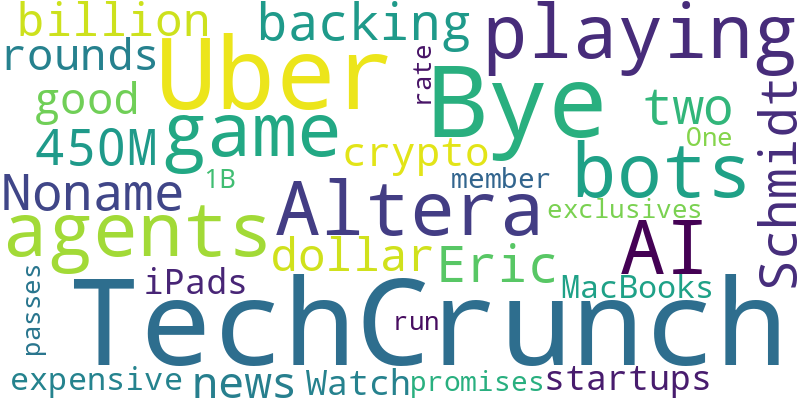 billion
backing
playing
rounds
Uber
rate
Bye
good
game
two
450M
crypto
One
bots
Schmidt
Noname
1B
member
Altera
exclusives
agents
AI
dollar
Eric
iPads
MacBooks
passes
TechCrunch
run
expensive
news
Watch
promises
startups